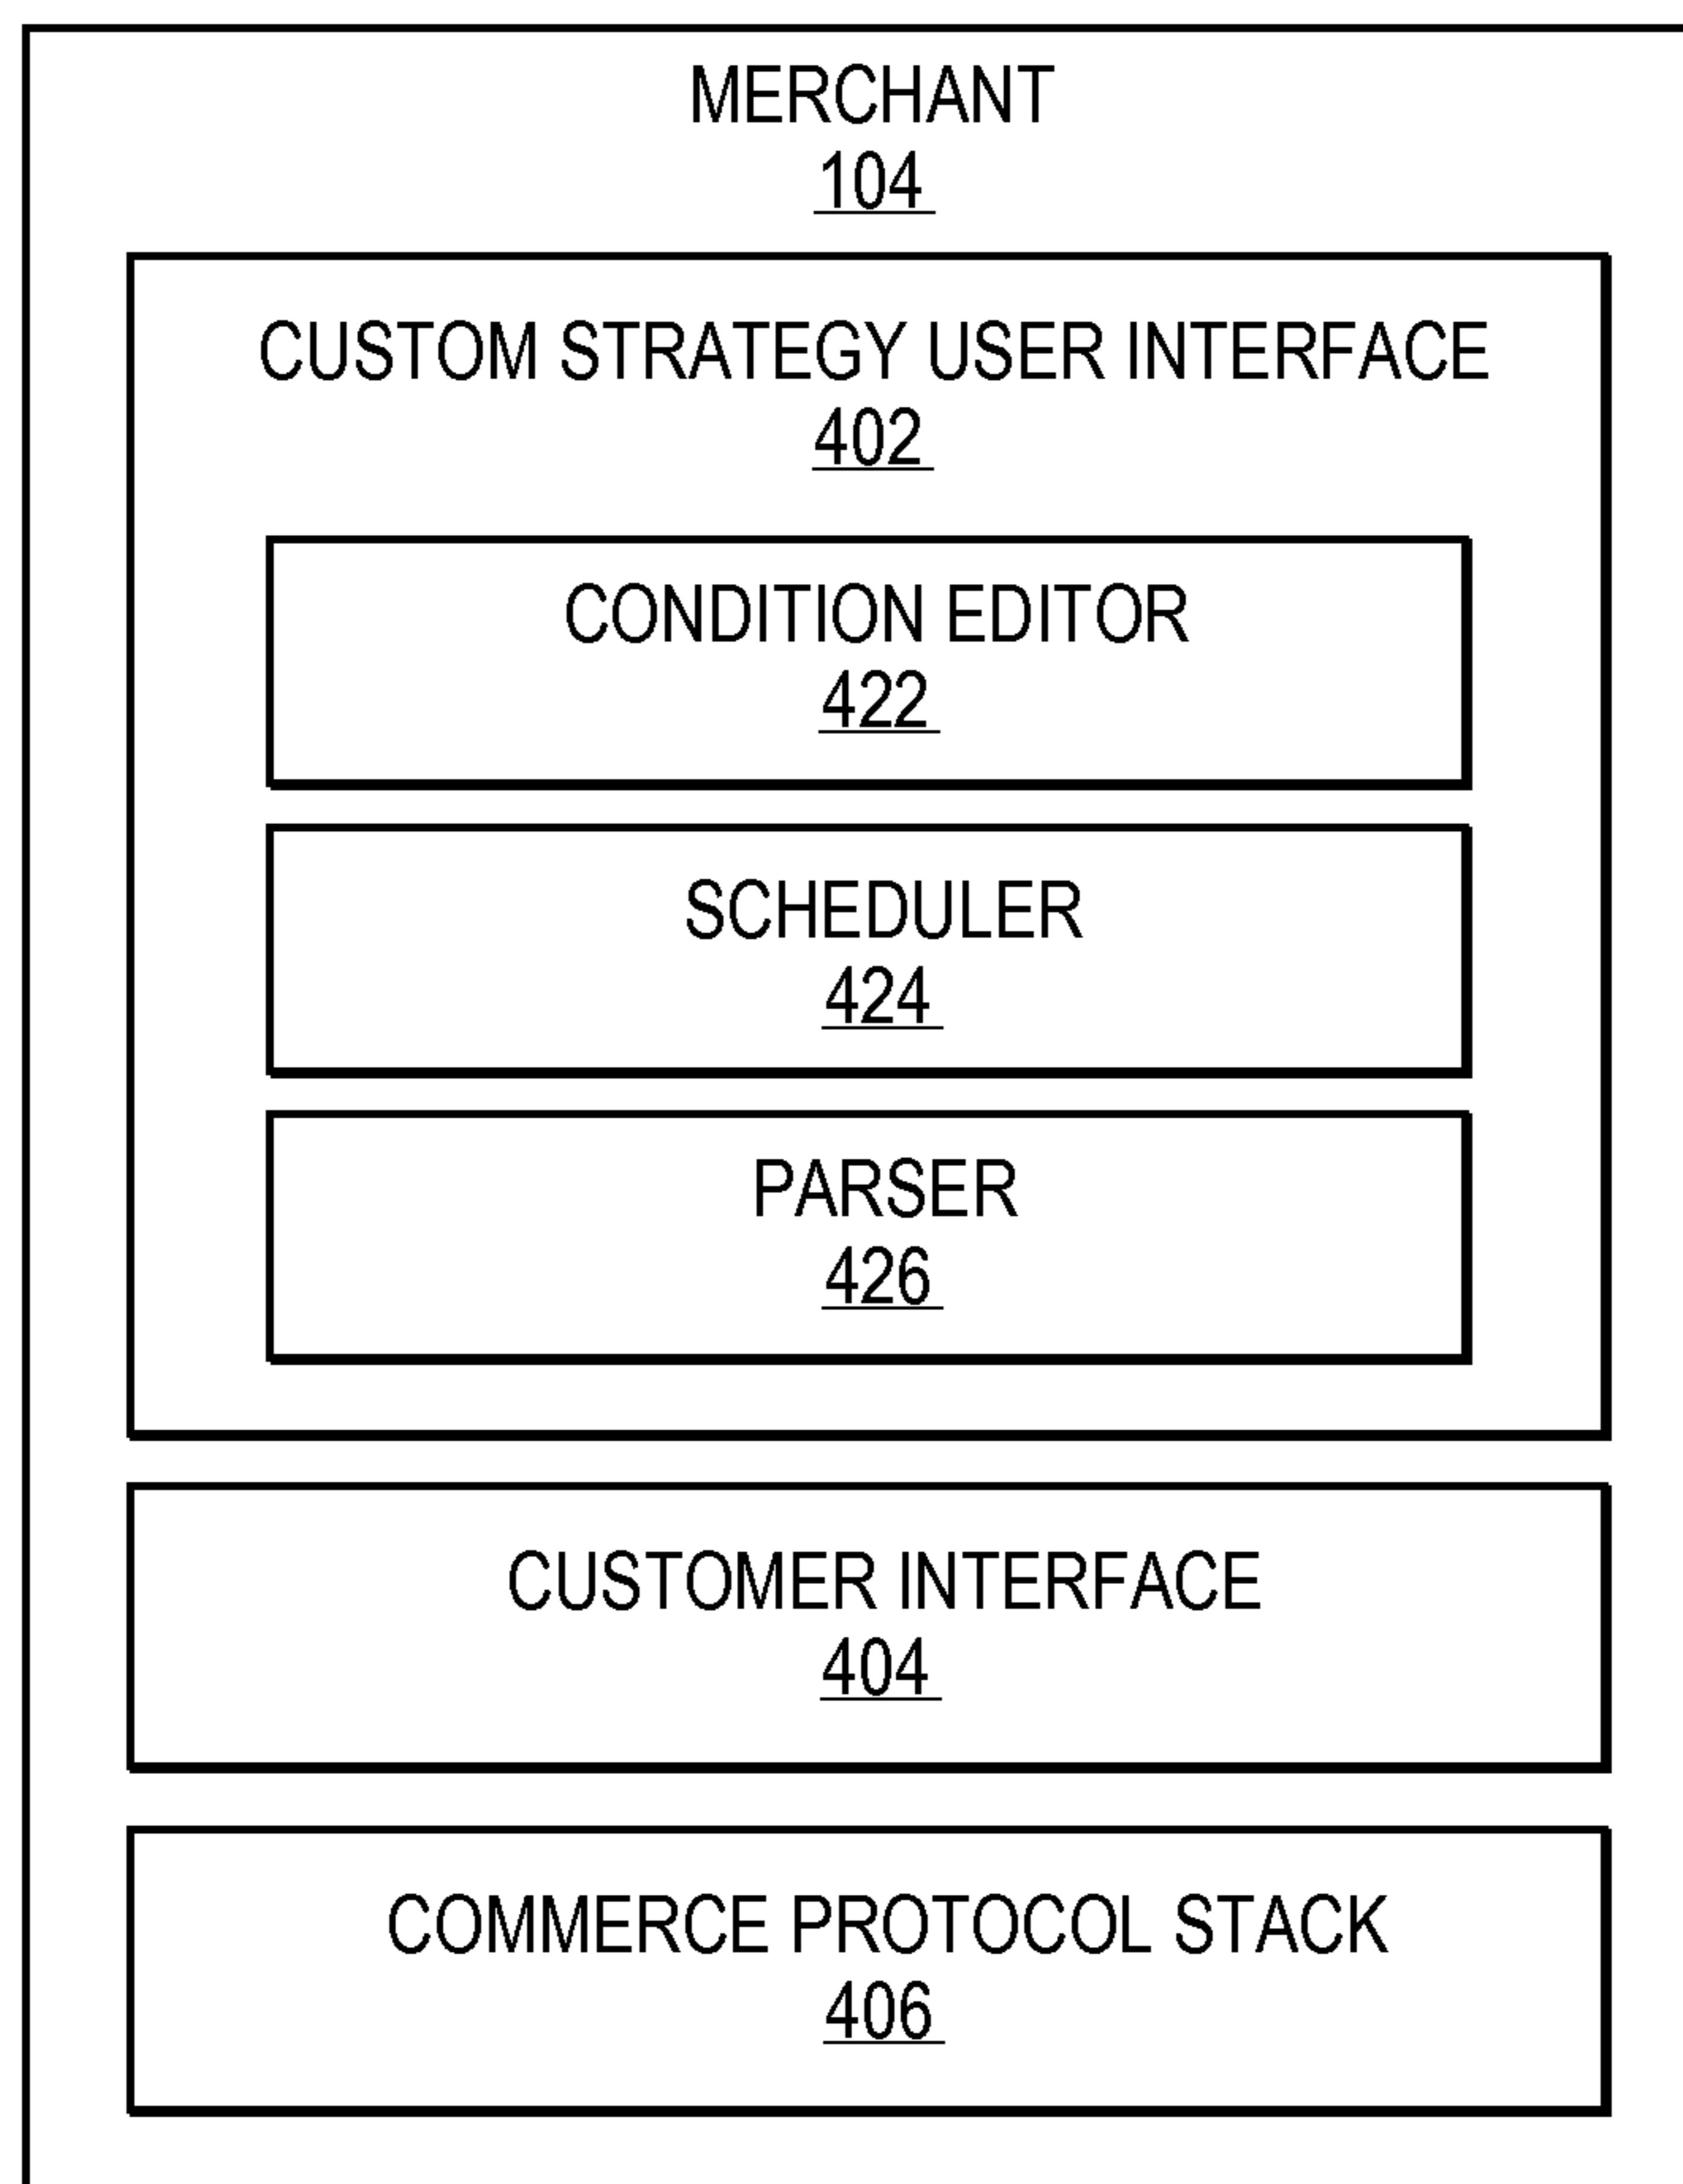 MERCHANT
104
CUSTOM STRATEGY USER INTERFACE
402
CONDITION EDITOR
422
SCHEDULER
424
PARSER
426
CUSTOMER INTERFACE
404
COMMERCE PROTOCOL STACK
406